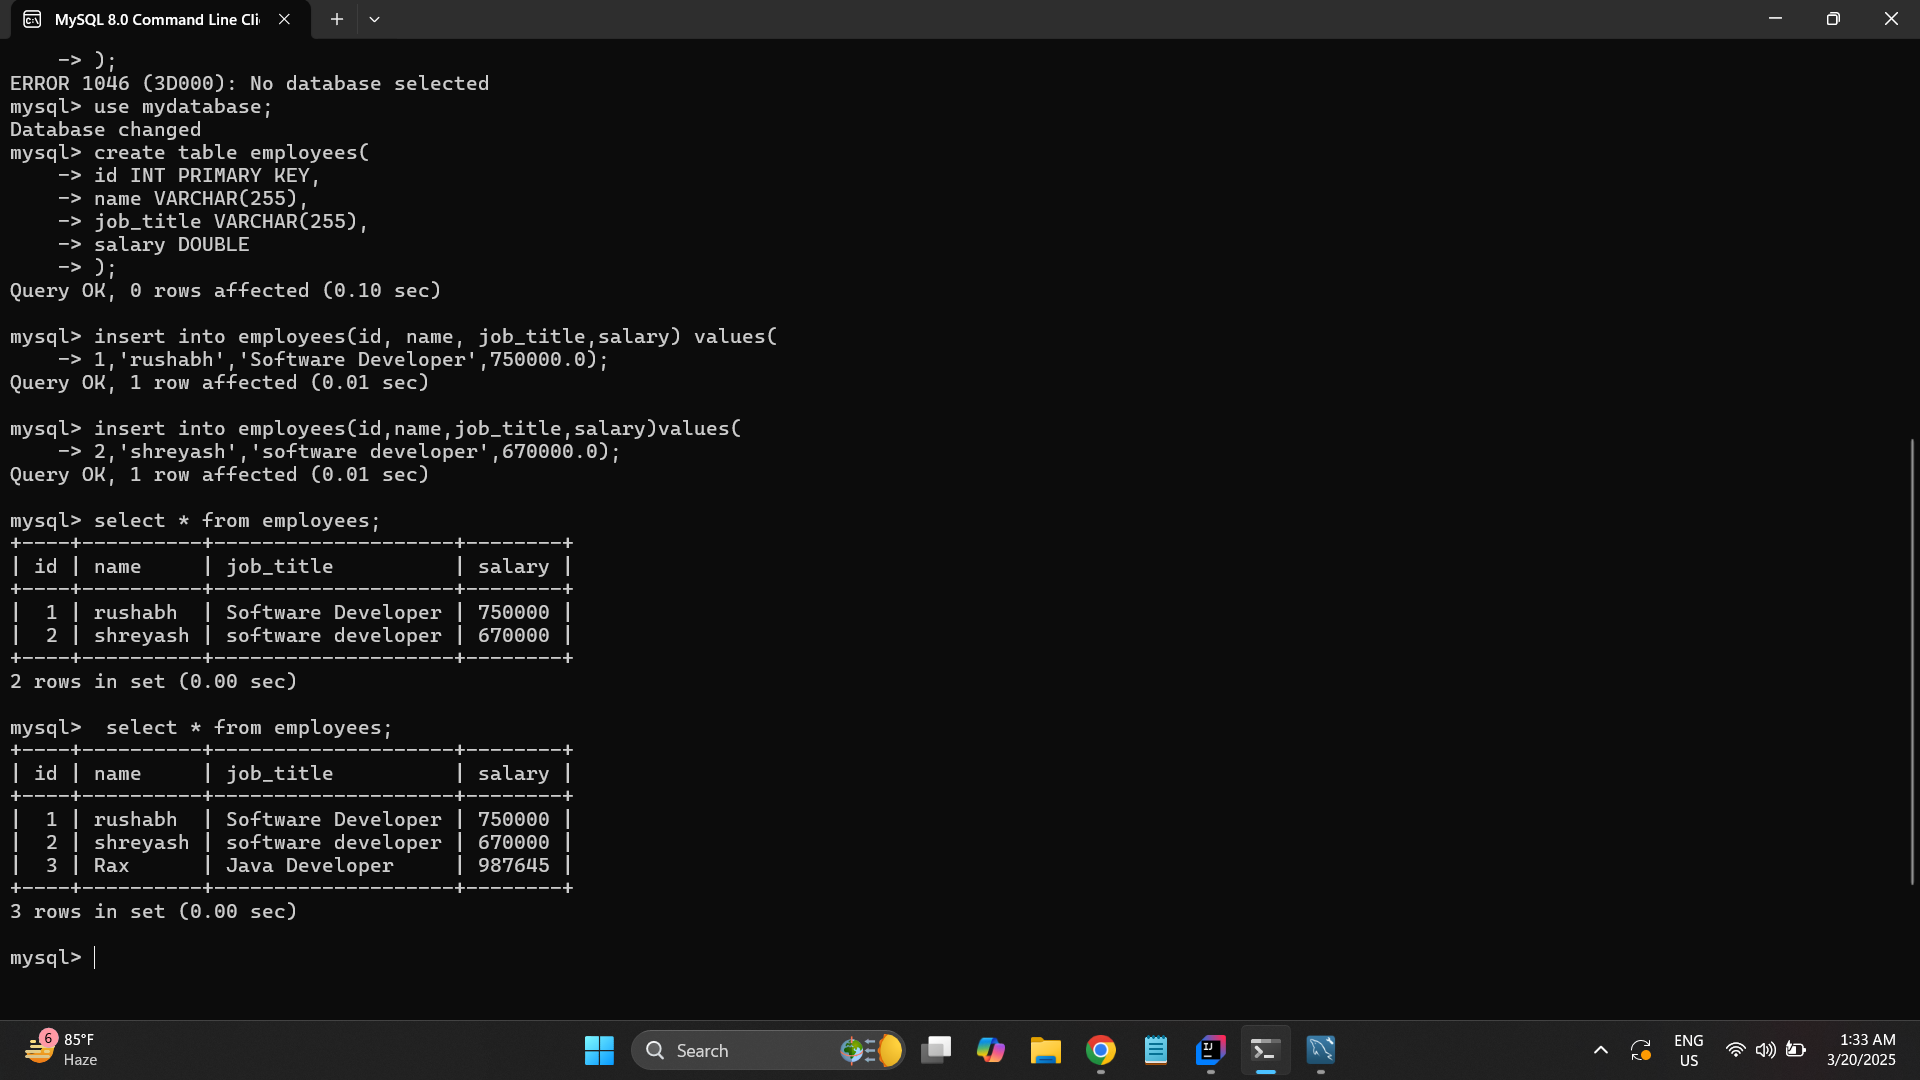 MySQL 8.0 Command Line Cli
    -> );
ERROR 1046 (3D000): No database selected
mysql> use mydatabase;
Database changed
mysql> create table employees(
    -> id INT PRIMARY KEY,
    -> name VARCHAR(255),
    -> job_title VARCHAR(255),
    -> salary DOUBLE
    -> );
Query OK, 0 rows affected (0.10 sec)
mysql> insert into employees(id, name, job_title,salary) values(
    -> 1,'rushabh','Software Developer',750000.0);
Query OK, 1 row affected (0.01 sec)
mysql> insert into employees(id,name,job_title,salary)values(
    -> 2,'shreyash','software developer',670000.0);
Query OK, 1 row affected (0.01 sec)
mysql> select * from employees;
+----+----------+--------------------+--------+
| id | name     | job_title          | salary |
+----+----------+--------------------+--------+
|  1 | rushabh  | Software Developer | 750000 |
|  2 | shreyash | software developer | 670000 |
+----+----------+--------------------+--------+
2 rows in set (0.00 sec)
mysql>  select * from employees;
+----+----------+--------------------+--------+
| id | name     | job_title          | salary |
+----+----------+--------------------+--------+
|  1 | rushabh  | Software Developer | 750000 |
|  2 | shreyash | software developer | 670000 |
|  3 | Rax      | Java Developer     | 987645 |
+----+----------+--------------------+--------+
3 rows in set (0.00 sec)
mysql>
6
85°F
Haze
Search
IJ
ENG
US
1:33 AM
3/20/2025